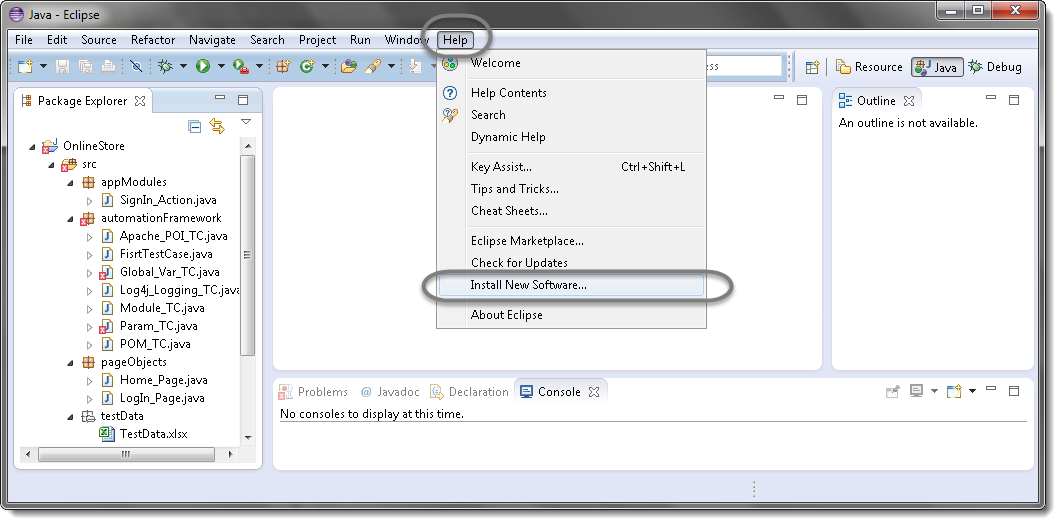 Java - Eclipse
File Edit Source Refactor Navigate Search Project Run Window Help
Resource Java Debug
Welcome
Help Contents
Search
Dynamic Help
Key Assist... Ctrl+Shift+L
Tips and Tricks...
Cheat Sheets...
Eclipse Marketplace...
Check for Updates
Install New Software...
About Eclipse
Package Explorer
OnlineStore
src
appModules
SignIn_Action.java
automationFramework
Apache_POI_TC.java
FisrtTestCase.java
Global_Var_TC.java
Log4j_Logging_TC.java
Module_TC.java
Param_TC.java
POM_TC.java
pageObjects
Home_Page.java
LogIn_Page.java
testData
TestData.xlsx
Outline
An outline is not available.
Problems @ Javadoc Declaration Console
No consoles to display at this time.